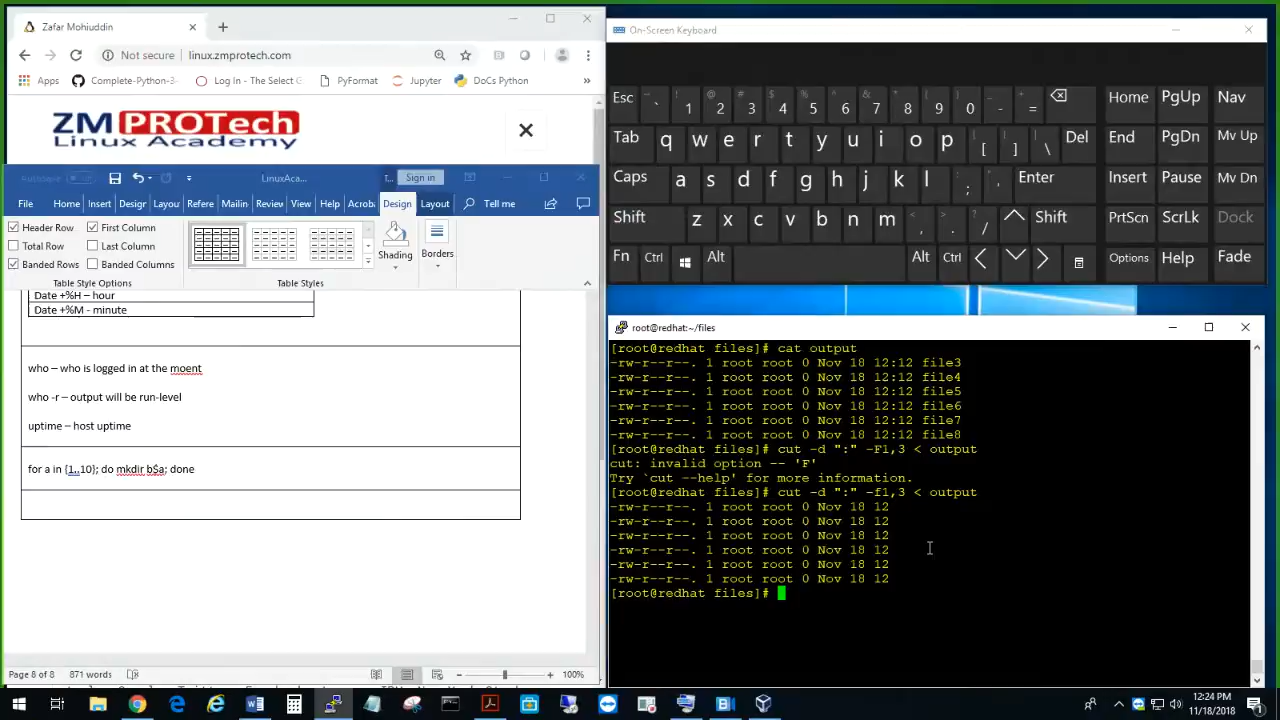 Zafar Mohiuddin
Not secure | linux.zmprotech.com
Apps Complete-Python-3- Log In - The Select G PyFormat Jupyter DoCs Python »
ZM PROTech
Linux Academy
LinuxAca... T... Sign in
File Home Insert Desigr Layou Refere Mailin Review View Help Acroba Design Layout Tell me
Header Row First Column
Total Row Last Column
Banded Rows Banded Columns
Shading Borders
Table Style Options Table Styles
Date +%H – hour
Date +%M - minute
who – who is logged in at the moent
who -r – output will be run-level
uptime – host uptime
for a in {1..10}; do mkdir b$a; done
Page 8 of 8 871 words 100%
On-Screen Keyboard
Esc ~ ` ! 1 @ 2 # 3 $ 4 % 5 ^ 6 & 7 * 8 ( 9 ) 0 _ - + = Home PgUp Nav
Tab q w e r t y u i o p { [ } ] | \ Del End PgDn Mv Up
Caps a s d f g h j k l : ; " ' Enter Insert Pause Mv Dn
Shift z x c v b n m < , > . ? / Shift PrtScn ScrLk Dock
Fn Ctrl Alt Alt Ctrl Options Help Fade
root@redhat:~/files
[root@redhat files]# cat output
-rw-r--r--. 1 root root 0 Nov 18 12:12 file3
-rw-r--r--. 1 root root 0 Nov 18 12:12 file4
-rw-r--r--. 1 root root 0 Nov 18 12:12 file5
-rw-r--r--. 1 root root 0 Nov 18 12:12 file6
-rw-r--r--. 1 root root 0 Nov 18 12:12 file7
-rw-r--r--. 1 root root 0 Nov 18 12:12 file8
[root@redhat files]# cut -d ":" -F1,3 < output
cut: invalid option -- 'F'
Try `cut --help' for more information.
[root@redhat files]# cut -d ":" -f1,3 < output
-rw-r--r--. 1 root root 0 Nov 18 12
-rw-r--r--. 1 root root 0 Nov 18 12
-rw-r--r--. 1 root root 0 Nov 18 12
-rw-r--r--. 1 root root 0 Nov 18 12
-rw-r--r--. 1 root root 0 Nov 18 12
-rw-r--r--. 1 root root 0 Nov 18 12
[root@redhat files]#
12:24 PM
11/18/2018